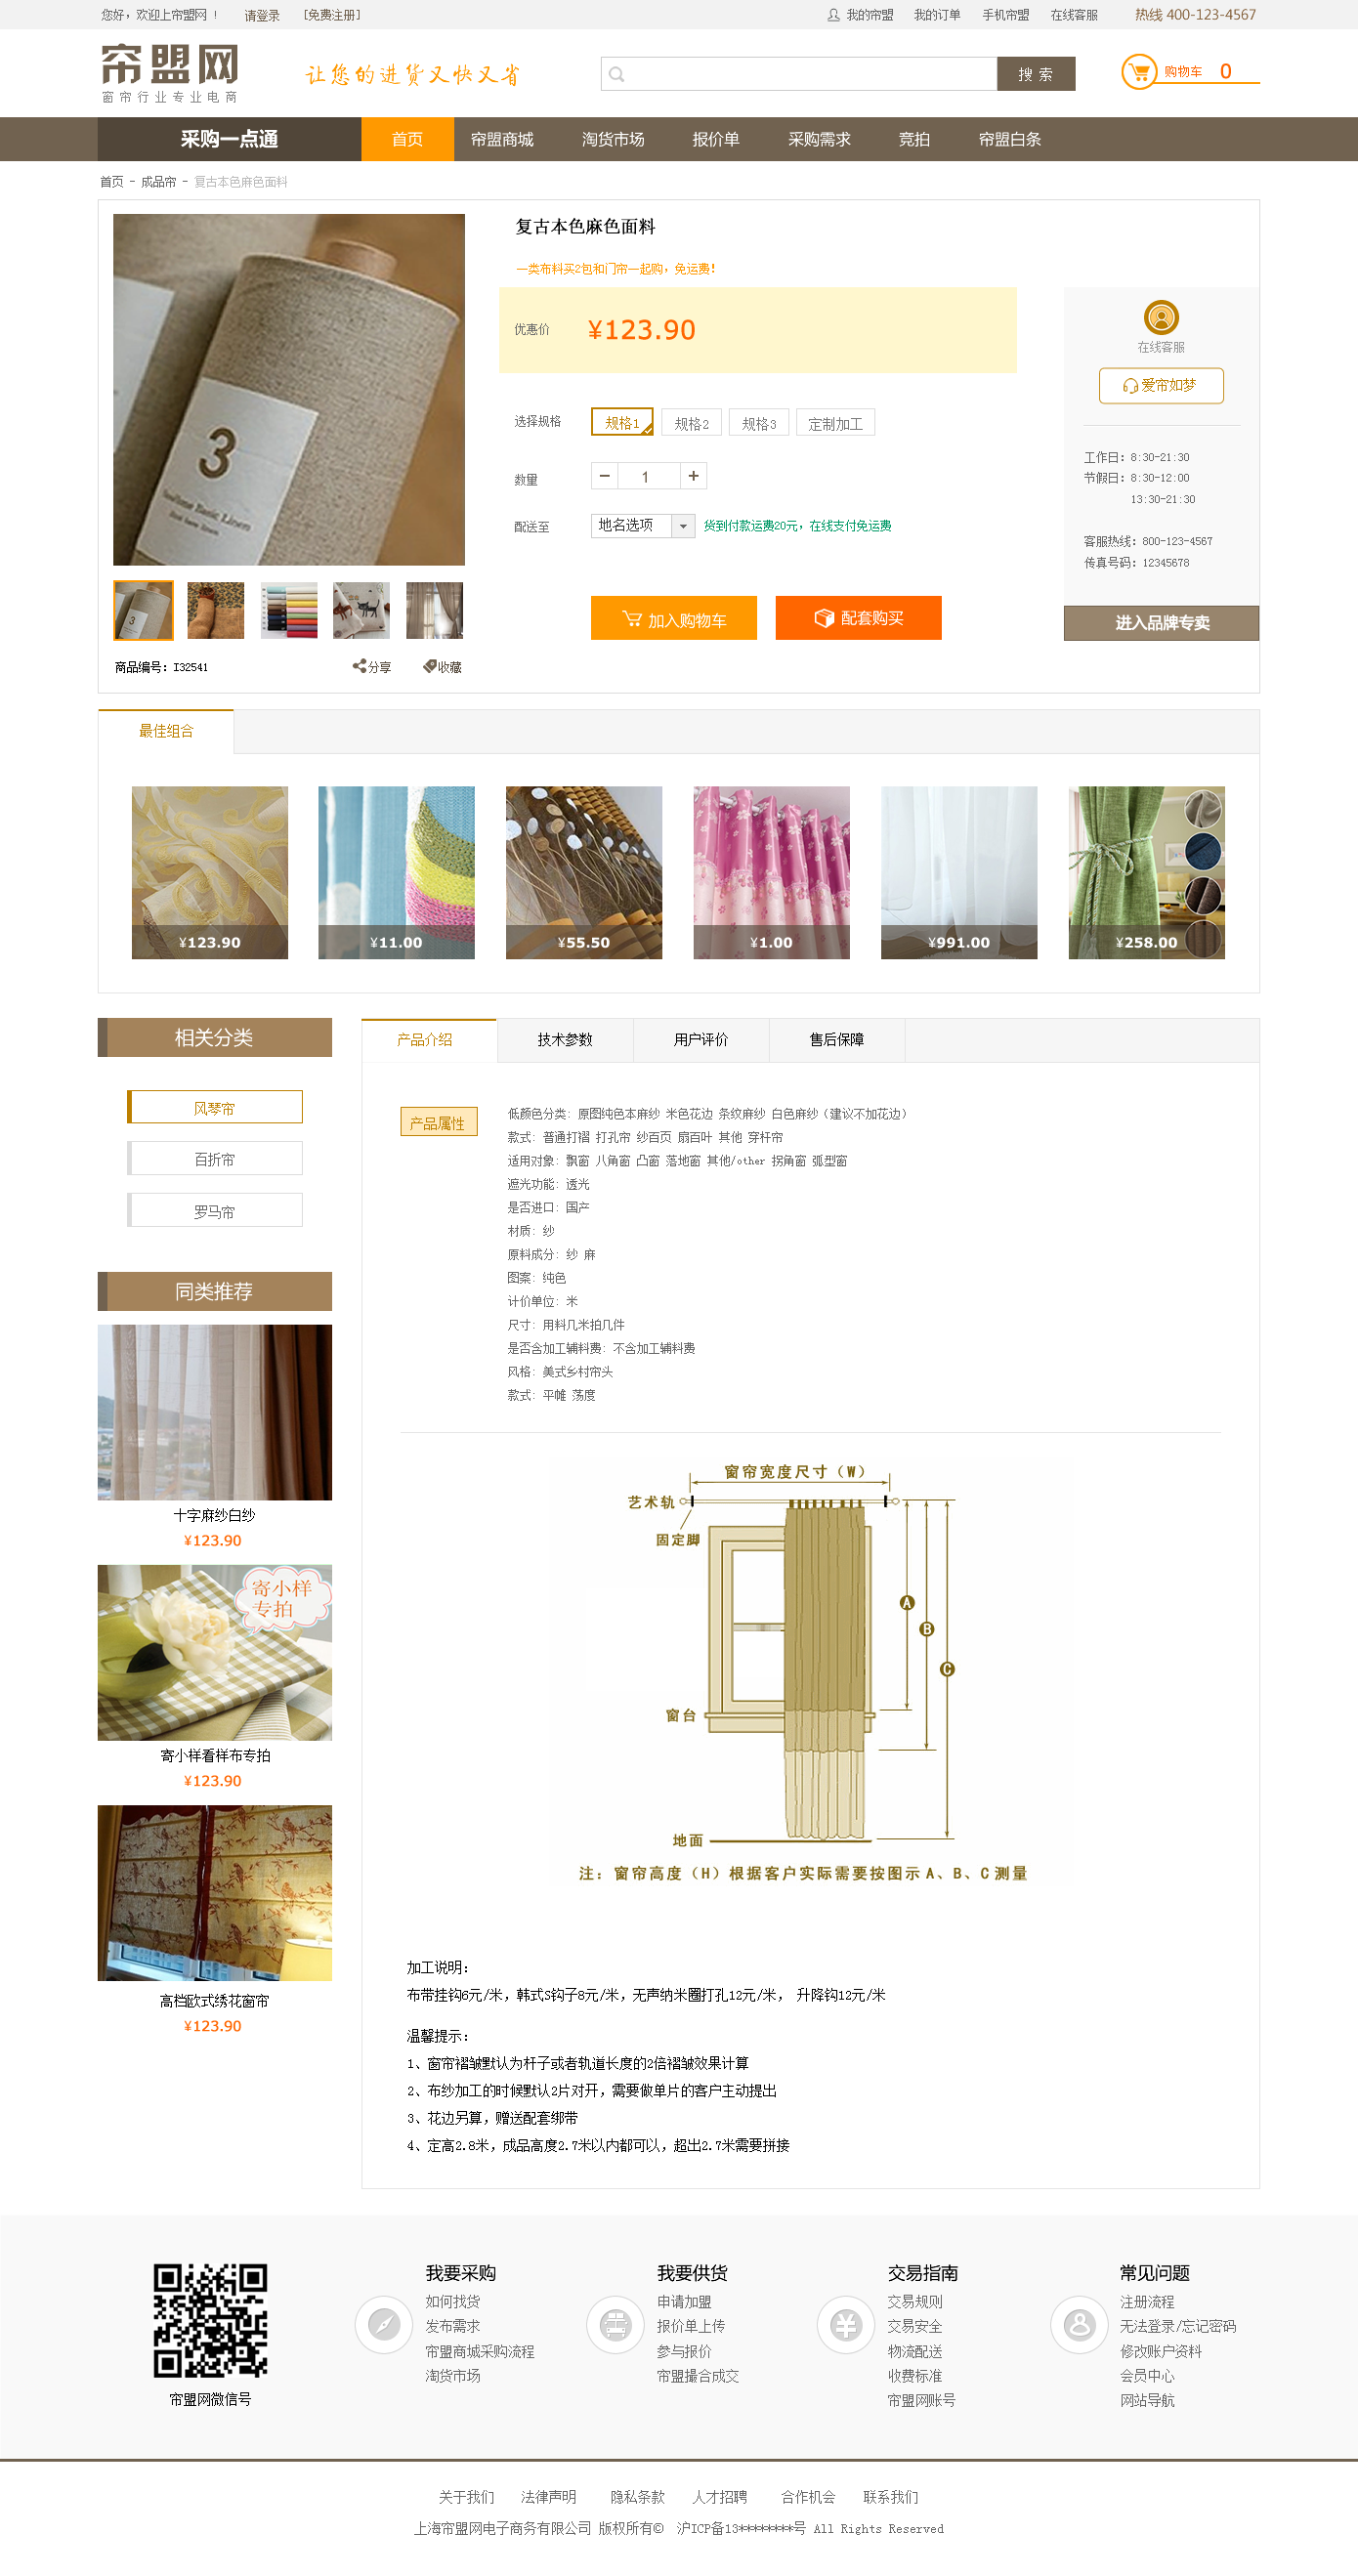 您好，欢迎上帘盟网 ！ 请登录 [免费注册] 我的帘盟 我的订单 手机帘盟 在线客服 热线 400-123-4567
帘盟网
窗帘行业专业电商
让您的进货又快又省
搜 索
购物车 0
采购一点通 首页 帘盟商城 淘货市场 报价单 采购需求 竞拍 帘盟白条
首页 - 成品帘 - 复古本色麻色面料
3
商品编号: I32541 分享 收藏
复古本色麻色面料
一类布料买2包和门帘一起购，免运费!
优惠价 ¥123.90
选择规格 规格1 规格2 规格3 定制加工
数量 - 1 +
配送至 地名选项 货到付款运费20元，在线支付免运费
加入购物车 配套购买
在线客服
爱帘如梦
工作日: 8:30-21:30
节假日: 8:30-12:00
13:30-21:30
客服热线: 800-123-4567
传真号码: 12345678
进入品牌专卖
最佳组合
¥123.90 ¥11.00 ¥55.50 ¥1.00 ¥991.00 ¥258.00
相关分类
风琴帘
百折帘
罗马帘
同类推荐
十字麻纱白纱
¥123.90
寄小样
专拍
寄小样看样布专拍
¥123.90
高档欧式绣花窗帘
¥123.90
产品介绍 技术参数 用户评价 售后保障
产品属性
低颜色分类: 原图纯色本麻纱 米色花边 条纹麻纱 白色麻纱（建议不加花边）
款式: 普通打褶 打孔帘 纱百页 扇百叶 其他 穿杆帘
适用对象: 飘窗 八角窗 凸窗 落地窗 其他/other 拐角窗 弧型窗
遮光功能: 透光
是否进口: 国产
材质: 纱
原料成分: 纱 麻
图案: 纯色
计价单位: 米
尺寸: 用料几米拍几件
是否含加工辅料费: 不含加工辅料费
风格: 美式乡村帘头
款式: 平帷 荡度
窗帘宽度尺寸（W）
艺术轨
固定脚
A
B
C
窗台
地面
注：窗帘高度（H）根据客户实际需要按图示 A、B、C 测量
加工说明：
布带挂钩6元/米，韩式S钩子8元/米，无声纳米圈打孔12元/米， 升降钩12元/米
温馨提示：
1、窗帘褶皱默认为杆子或者轨道长度的2倍褶皱效果计算
2、布纱加工的时候默认2片对开，需要做单片的客户主动提出
3、花边另算，赠送配套绑带
4、定高2.8米，成品高度2.7米以内都可以，超出2.7米需要拼接
帘盟网微信号
我要采购
如何找货
发布需求
帘盟商城采购流程
淘货市场
我要供货
申请加盟
报价单上传
参与报价
帘盟撮合成交
交易指南
交易规则
交易安全
物流配送
收费标准
帘盟网账号
常见问题
注册流程
无法登录/忘记密码
修改账户资料
会员中心
网站导航
关于我们 法律声明 隐私条款 人才招聘 合作机会 联系我们
上海帘盟网电子商务有限公司 版权所有© 沪ICP备13********号 All Rights Reserved